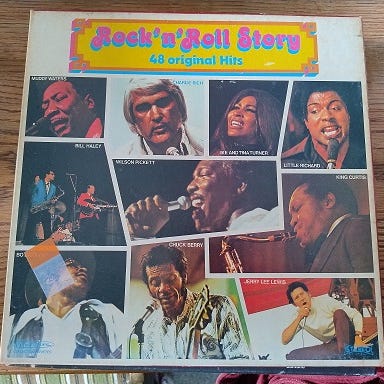 Rock'n'Roll Story
48 original Hits
MUDDY WATERS
CHARLIE RICH
IKE AND TINA TURNER
LITTLE RICHARD
BILL HALEY
WILSON PICKETT
KING CURTIS
BO
CHUCK BERRY
JERRY LEE LEWIS